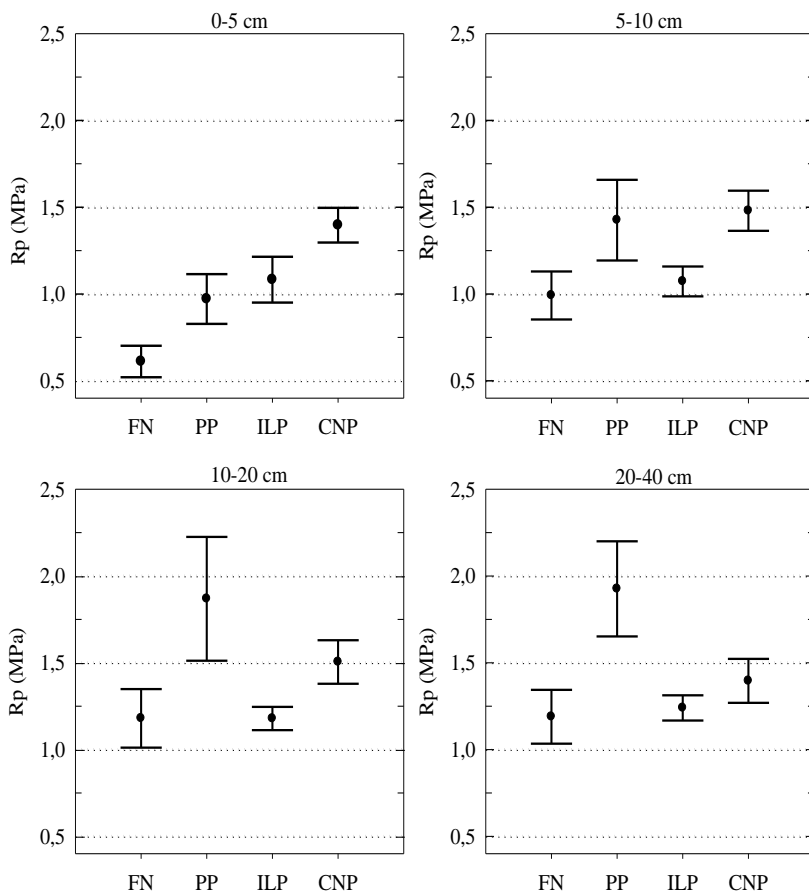 0-5 cm
2,5
2,0
1,5
1,0
0,5
Rp (MPa)
FN PP ILP CNP
5-10 cm
2,5
2,0
1,5
1,0
0,5
Rp (MPa)
FN PP ILP CNP
10-20 cm
2,5
2,0
1,5
1,0
0,5
Rp (MPa)
FN PP ILP CNP
20-40 cm
2,5
2,0
1,5
1,0
0,5
Rp (MPa)
FN PP ILP CNP